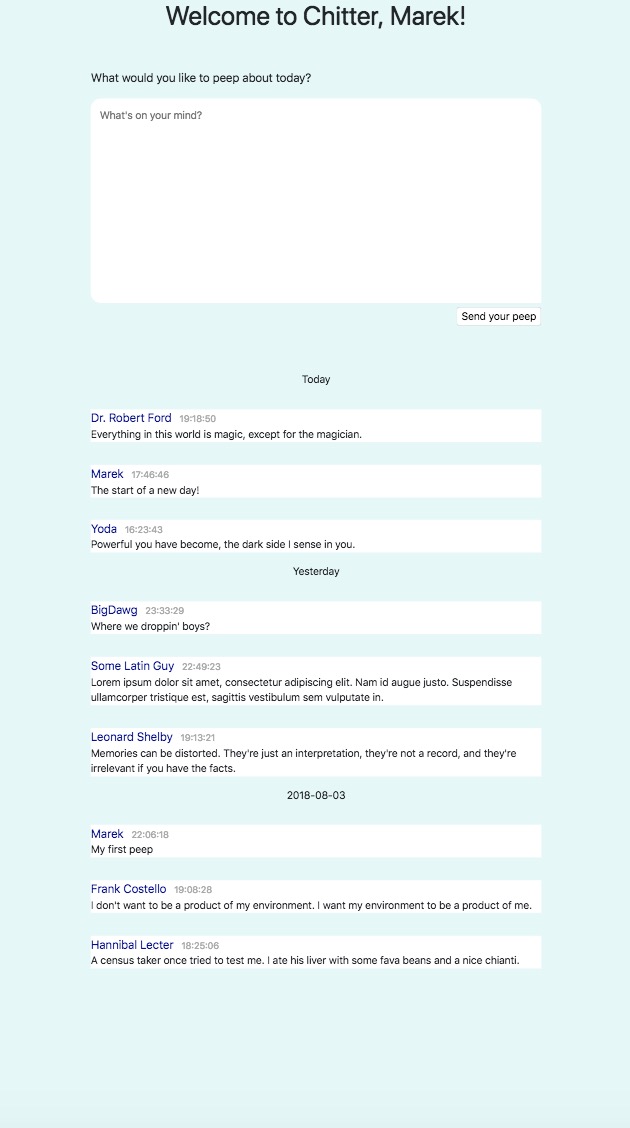 Welcome to Chitter, Marek!
What would you like to peep about today?
What's on your mind?
Send your peep
Today
Dr. Robert Ford 19:18:50
Everything in this world is magic, except for the magician.
Marek 17:46:46
The start of a new day!
Yoda 16:23:43
Powerful you have become, the dark side I sense in you.
Yesterday
BigDawg 23:33:29
Where we droppin' boys?
Some Latin Guy 22:49:23
Lorem ipsum dolor sit amet, consectetur adipiscing elit. Nam id augue justo. Suspendisse
ullamcorper tristique est, sagittis vestibulum sem vulputate in.
Leonard Shelby 19:13:21
Memories can be distorted. They're just an interpretation, they're not a record, and they're
irrelevant if you have the facts.
2018-08-03
Marek 22:06:18
My first peep
Frank Costello 19:08:28
I don't want to be a product of my environment. I want my environment to be a product of me.
Hannibal Lecter 18:25:06
A census taker once tried to test me. I ate his liver with some fava beans and a nice chianti.